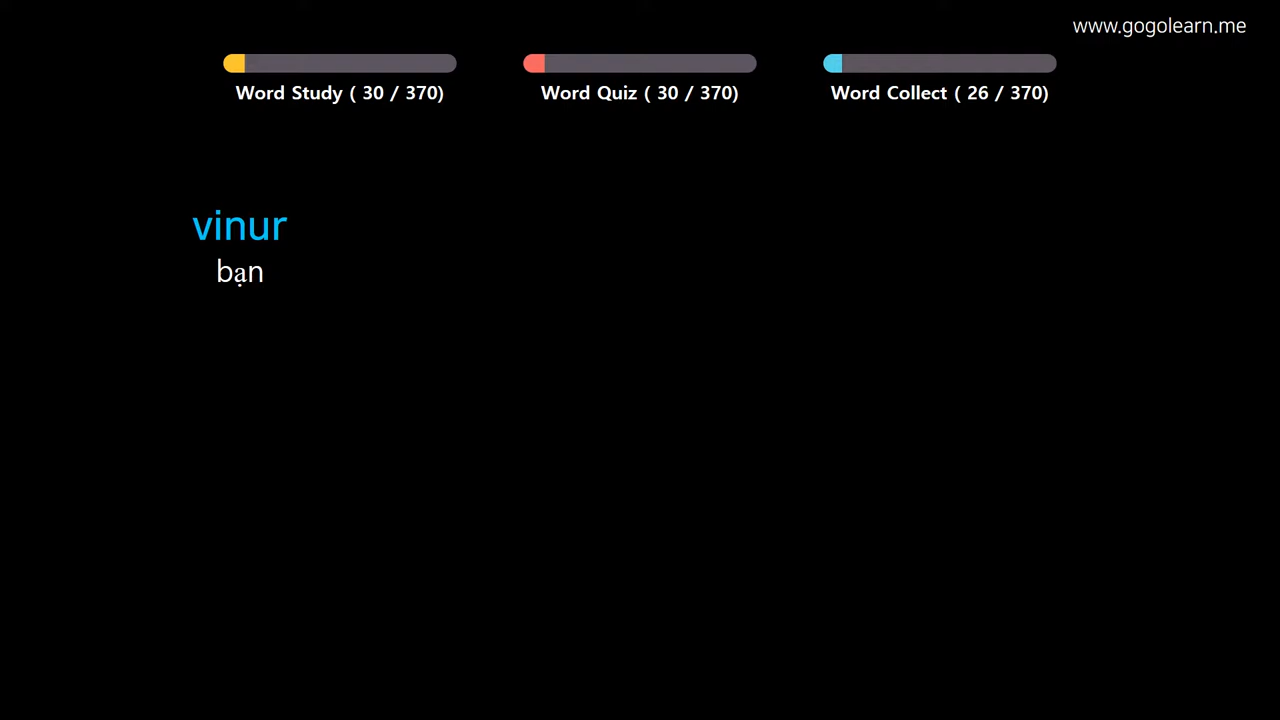 www.gogolearn.me
Word Study ( 30 / 370)
Word Quiz ( 30 / 370)
Word Collect ( 26 / 370)
vinur
bạn